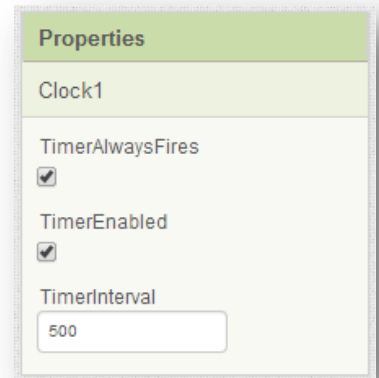 Properties
Clock1
TimerAlwaysFires
TimerEnabled
TimerInterval
500